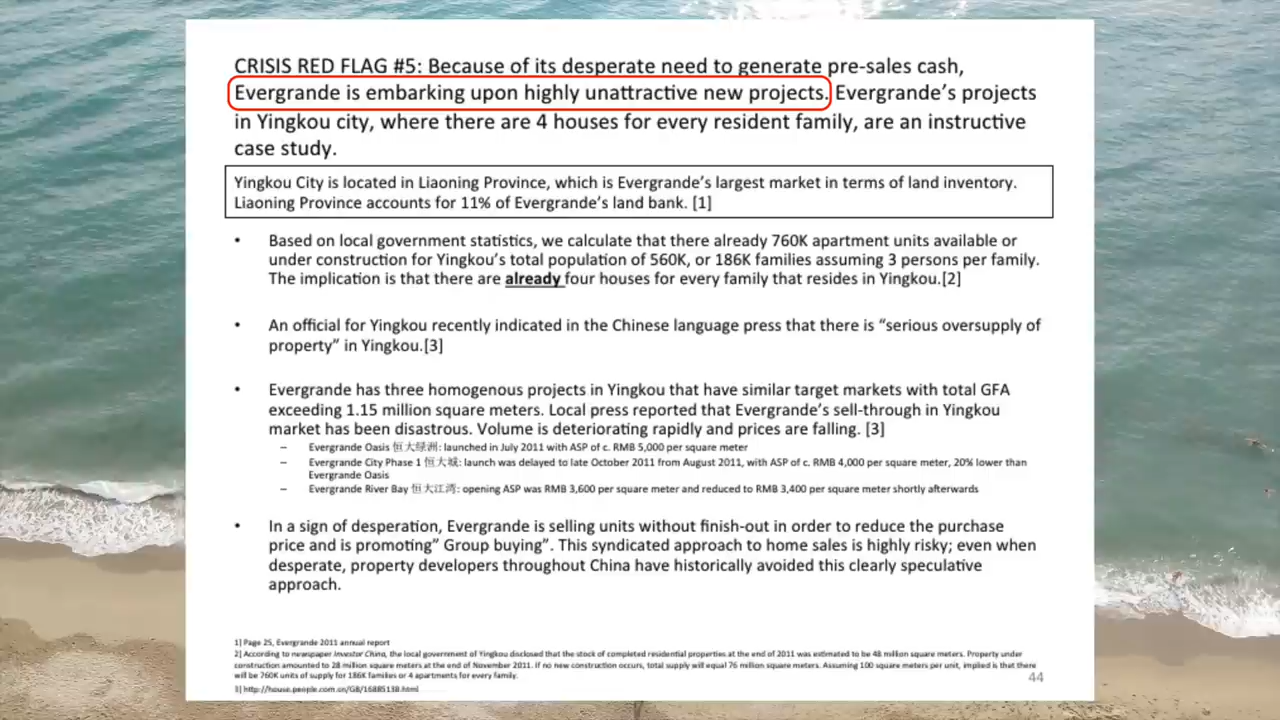 CRISIS RED FLAG #5: Because of its desperate need to generate pre-sales cash,
Evergrande is embarking upon highly unattractive new projects. Evergrande's projects
in Yingkou city, where there are 4 houses for every resident family, are an instructive
case study.
Yingkou City is located in Liaoning Province, which is Evergrande's largest market in terms of land inventory.
Liaoning Province accounts for 11% of Evergrande's land bank. [1]
• Based on local government statistics, we calculate that there already 760K apartment units available or
under construction for Yingkou's total population of 560K, or 186K families assuming 3 persons per family.
The implication is that there are already four houses for every family that resides in Yingkou.[2]
• An official for Yingkou recently indicated in the Chinese language press that there is "serious oversupply of
property" in Yingkou.[3]
• Evergrande has three homogenous projects in Yingkou that have similar target markets with total GFA
exceeding 1.15 million square meters. Local press reported that Evergrande's sell-through in Yingkou
market has been disastrous. Volume is deteriorating rapidly and prices are falling. [3]
– Evergrande Oasis 恒大绿洲: launched in July 2011 with ASP of c. RMB 5,000 per square meter
– Evergrande City Phase 1 恒大城: launch was delayed to late October 2011 from August 2011, with ASP of c. RMB 4,000 per square meter, 20% lower than
Evergrande Oasis
– Evergrande River Bay 恒大江湾: opening ASP was RMB 3,600 per square meter and reduced to RMB 3,400 per square meter shortly afterwards
• In a sign of desperation, Evergrande is selling units without finish-out in order to reduce the purchase
price and is promoting" Group buying". This syndicated approach to home sales is highly risky; even when
desperate, property developers throughout China have historically avoided this clearly speculative
approach.
1] Page 25, Evergrande 2011 annual report
2] According to newspaper Investor China, the local government of Yingkou disclosed that the stock of completed residential properties at the end of 2011 was estimated to be 48 million square meters. Property under
construction amounted to 28 million square meters at the end of November 2011. If no new construction occurs, total supply will equal 76 million square meters. Assuming 100 square meters per unit, implied is that there
will be 760K units of supply for 186K families or 4 apartments for every family.
44
3] http://house.people.com.cn/GB/16885138.html